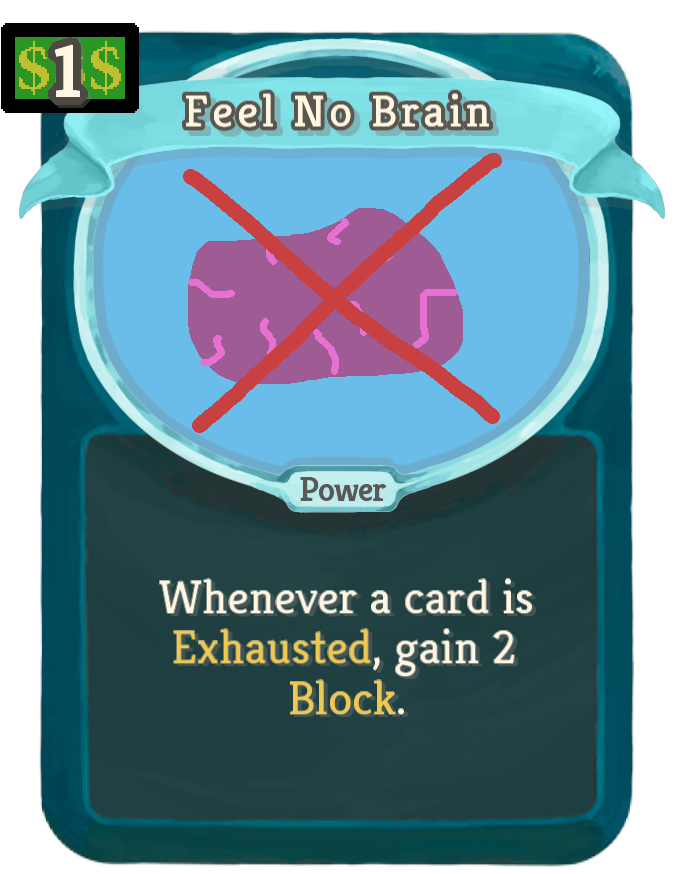 $1$
Feel No Brain
Power
Whenever a card is
Exhausted, gain 2
Block.